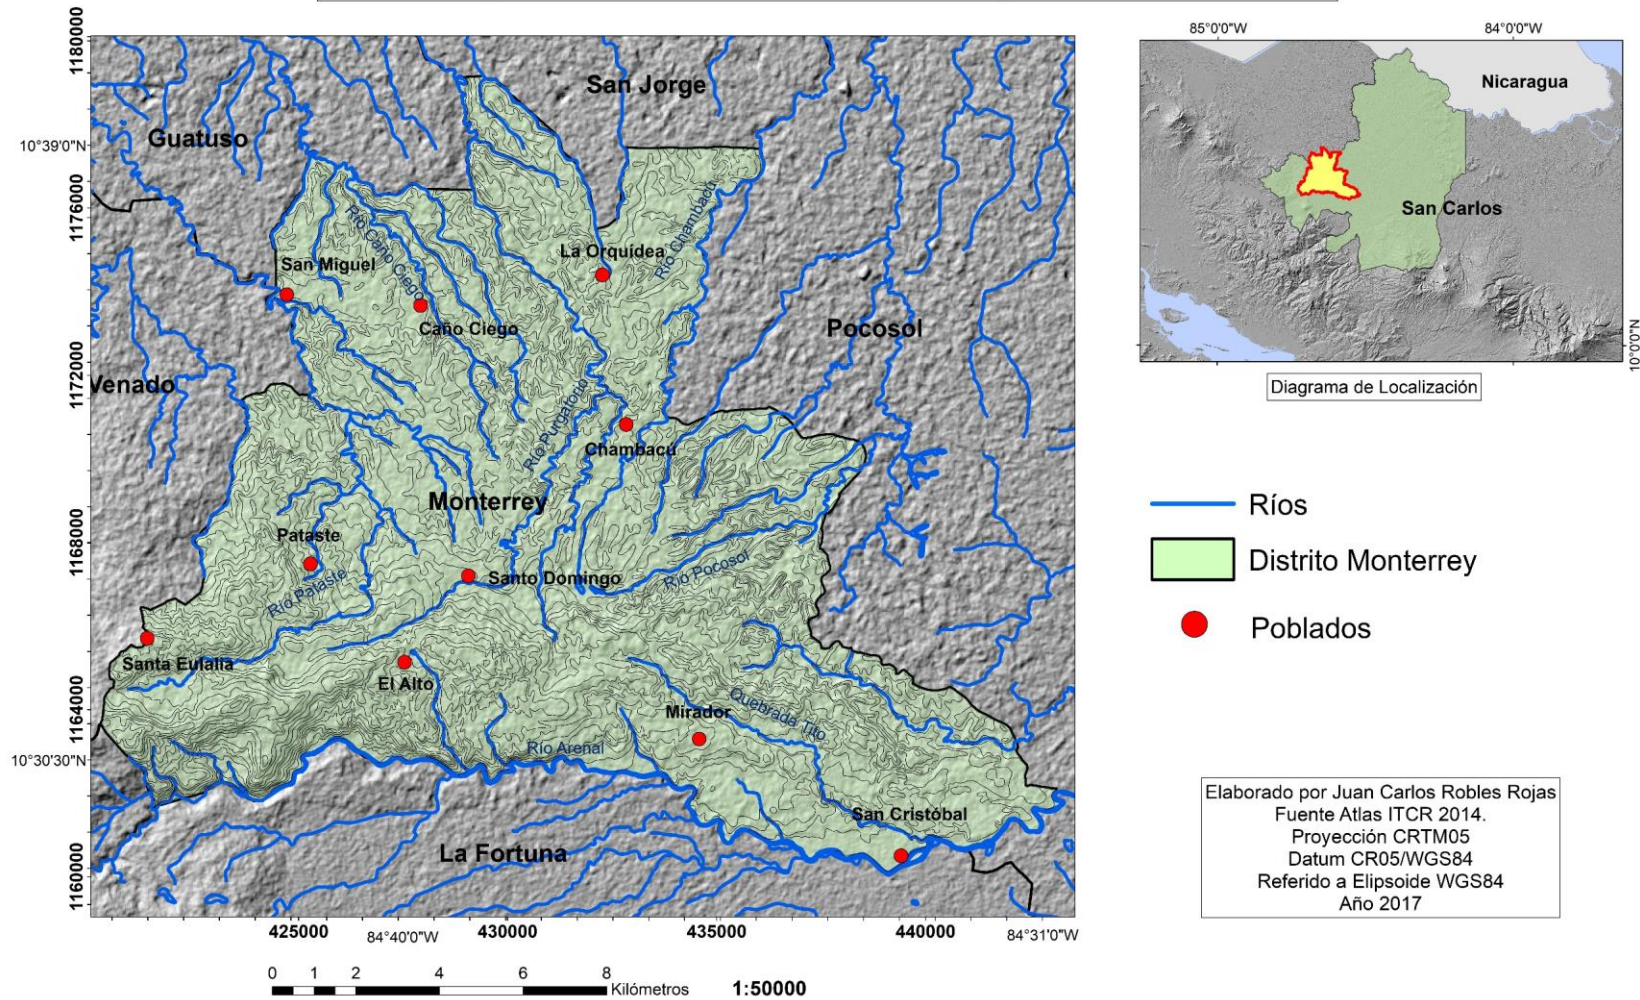 1180000
1176000
1172000
1168000
1164000
1160000
10°39'0"N
10°30'30"N
San Jorge
Guatuso
Río Chambacú
La Orquídea
Río Caño Ciego
San Miguel
Caño Ciego
Pocosol
Venado
Río Purgatorio
Chambacú
Monterrey
Pataste
Santo Domingo
Río Pocosol
Río Pataste
Santa Eulalia
El Alto
Quebrada Tito
Mirador
Río Arenal
San Cristóbal
La Fortuna
425000
84°40'0"W
430000
435000
440000
84°31'0"W
0 1 2 4 6 8
Kilómetros
1:50000
85°0'0"W
84°0'0"W
Nicaragua
San Carlos
10°0'0"N
Diagrama de Localización
Ríos
Distrito Monterrey
Poblados
Elaborado por Juan Carlos Robles Rojas
Fuente Atlas ITCR 2014.
Proyección CRTM05
Datum CR05/WGS84
Referido a Elipsoide WGS84
Año 2017